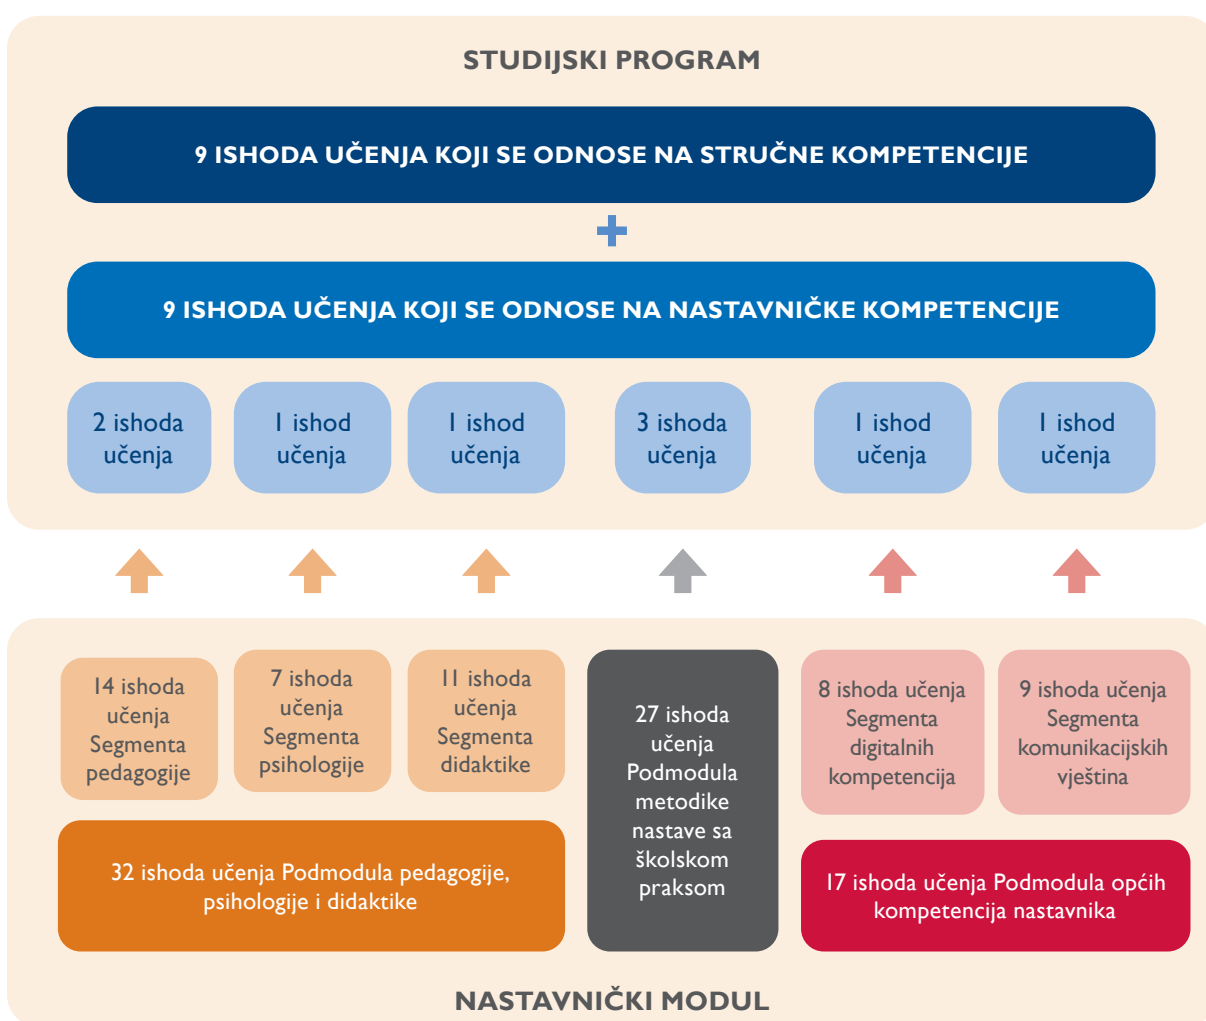 STUDIJSKI PROGRAM
9 ISHODA UČENJA KOJI SE ODNOSE NA STRUČNE KOMPETENCIJE
+
9 ISHODA UČENJA KOJI SE ODNOSE NA NASTAVNIČKE KOMPETENCIJE
2 ishoda
učenja
1 ishod
učenja
1 ishod
učenja
3 ishoda
učenja
1 ishod
učenja
1 ishod
učenja
14 ishoda
učenja
Segmenta
pedagogije
7 ishoda
učenja
Segmenta
psihologije
11 ishoda
učenja
Segmenta
didaktike
27 ishoda
učenja
Podmodula
metodike
nastave sa
školskom
praksom
8 ishoda učenja
Segmenta
digitalnih
kompetencija
9 ishoda učenja
Segmenta
komunikacijskih
vještina
32 ishoda učenja Podmodula pedagogije,
psihologije i didaktike
17 ishoda učenja Podmodula općih
kompetencija nastavnika
NASTAVNIČKI MODUL